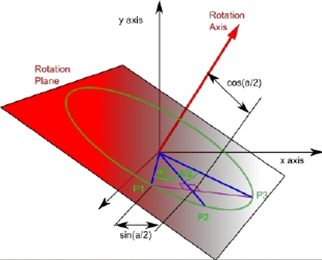 y axis
Rotation
Axis
Rotation
Plane
cos(a/2)
x axis
P1
P2
P3
sin(a/2)